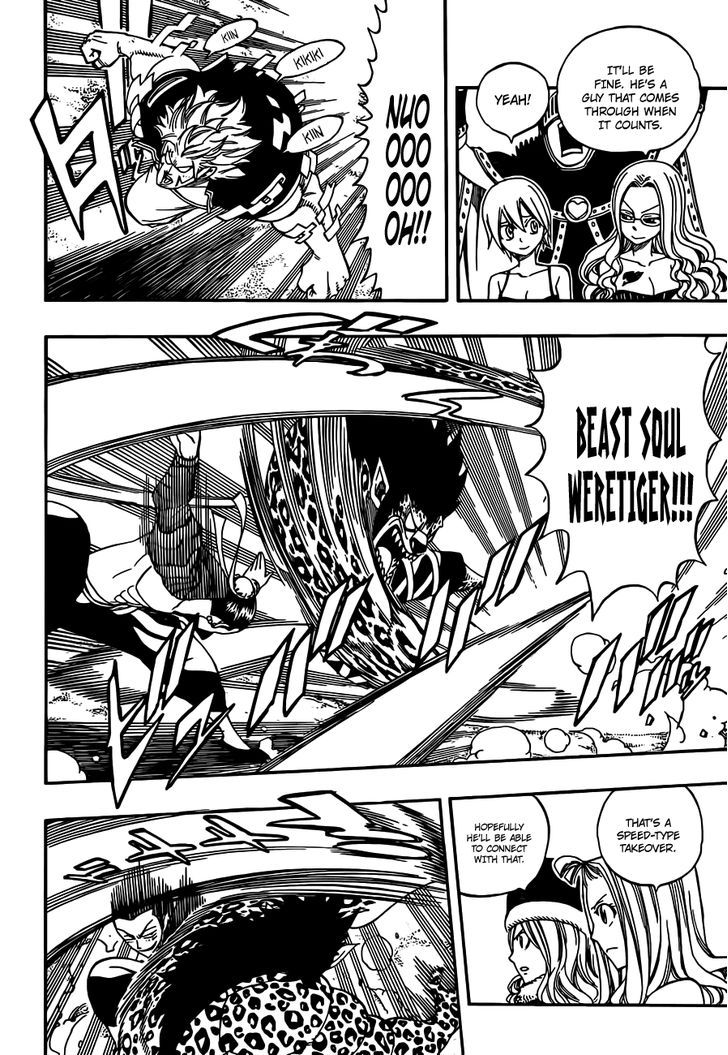 IT'LL BE
FINE. HE'S A
GUY THAT COMES
THROUGH WHEN
IT COUNTS.
YEAH!
NUO
OOO
OOO
OH!!
KIIN
KIKIKI
KIIN
BEAST SOUL
WERETIGER!!!
THAT'S A
SPEED-TYPE
TAKEOVER.
HOPEFULLY
HE'LL BE ABLE
TO CONNECT
WITH THAT.